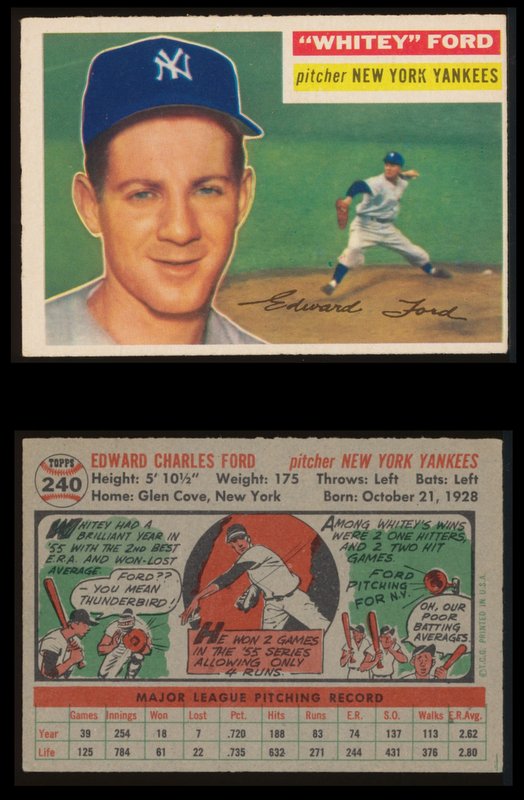 "WHITEY" FORD
pitcher NEW YORK YANKEES
NY
Edward Ford
TOPPS
240
EDWARD CHARLES FORD pitcher NEW YORK YANKEES
Height: 5' 10½" Weight: 175 Throws: Left Bats: Left
Home: Glen Cove, New York Born: October 21, 1928
WHITEY HAD A
BRILLIANT YEAR IN
'55 WITH THE 2ND BEST
E.R.A. AND WON-LOST
AVERAGE.
FORD??
- YOU MEAN
THUNDERBIRD!
HE WON 2 GAMES
IN THE '55 SERIES
ALLOWING ONLY
4 RUNS.
AMONG WHITEY'S WINS
WERE 2 ONE HITTERS,
AND 2 TWO HIT
GAMES.
FORD
PITCHING
FOR N.Y.
OH, OUR
POOR
BATTING
AVERAGES.
© T.C.G. PRINTED IN U.S.A.
MAJOR LEAGUE PITCHING RECORD
Games Innings Won Lost Pct. Hits Runs E.R. S.O. Walks E.R.Avg.
Year 39 254 18 7 .720 188 83 74 137 113 2.62
Life 125 784 61 22 .735 632 271 244 431 376 2.80